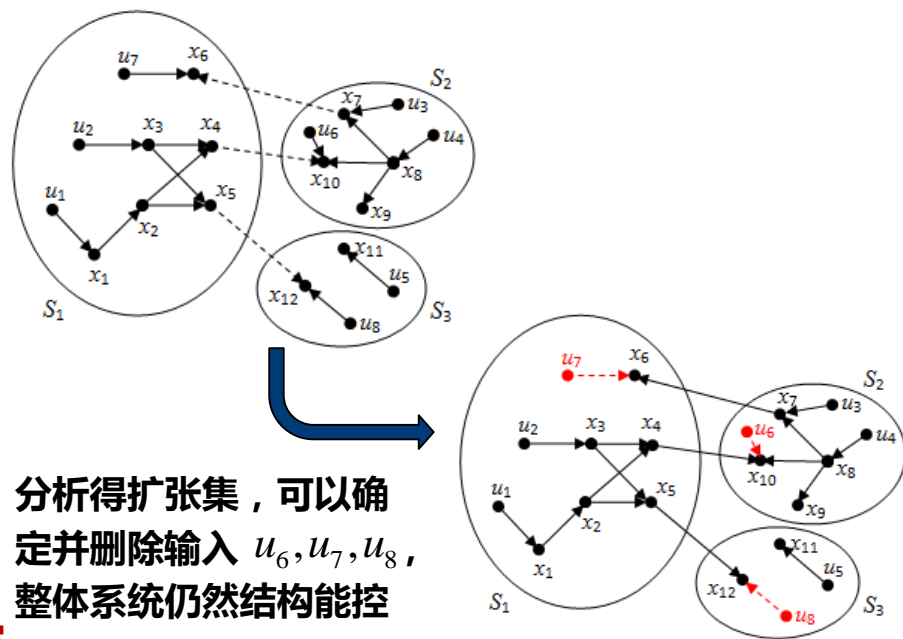 u₇ x₆
S₂
x₇ u₃
u₂ x₃ x₄ u₆ u₄
x₁₀ x₈
u₁ x₂ x₅ x₉
x₁ x₁₁
x₁₂ u₅
S₁ u₈ S₃
u₇ x₆
S₂
x₇ u₃
u₂ x₃ x₄ u₆ u₄
x₁₀ x₈
u₁ x₂ x₅ x₉
x₁ x₁₁
x₁₂ u₅
S₁ u₈ S₃
分析得扩张集，可以确
定并删除输入 u₆,u₇,u₈，
整体系统仍然结构能控